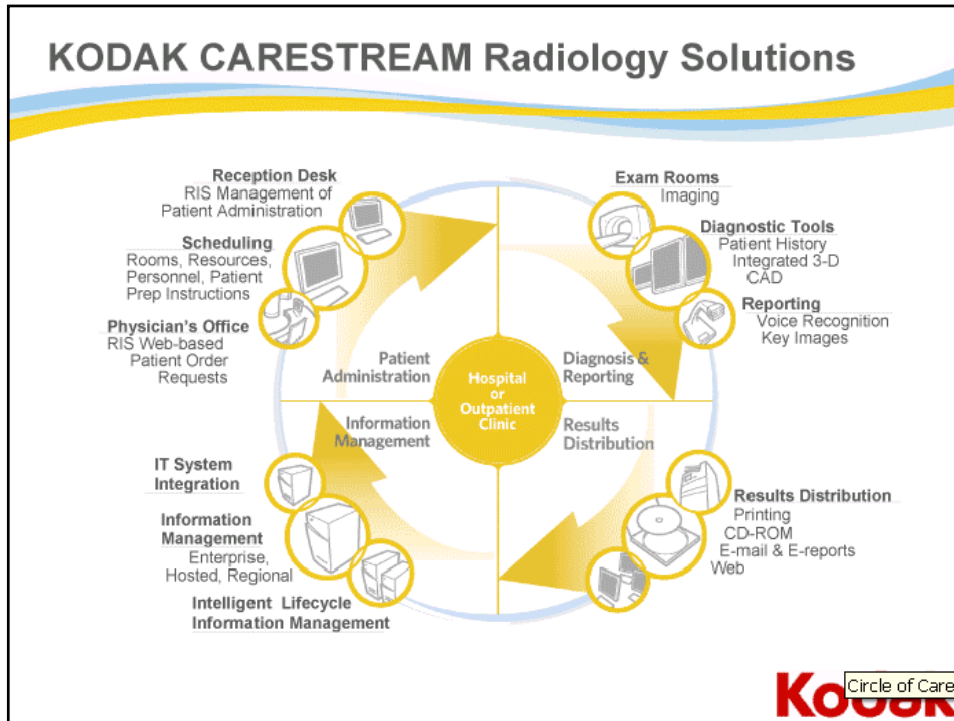 KODAK CARESTREAM Radiology Solutions
Reception Desk
RIS Management of
Patient Administration
Scheduling
Rooms, Resources,
Personnel, Patient
Prep Instructions
Physician's Office
RIS Web-based
Patient Order
Requests
Exam Rooms
Imaging
Diagnostic Tools
Patient History
Integrated 3-D
CAD
Reporting
Voice Recognition
Key Images
Patient
Administration
Diagnosis &
Reporting
Hospital
or
Outpatient
Clinic
Information
Management
Results
Distribution
IT System
Integration
Information
Management
Enterprise,
Hosted, Regional
Intelligent Lifecycle
Information Management
Results Distribution
Printing
CD-ROM
E-mail & E-reports
Web
Kodak
Circle of Care